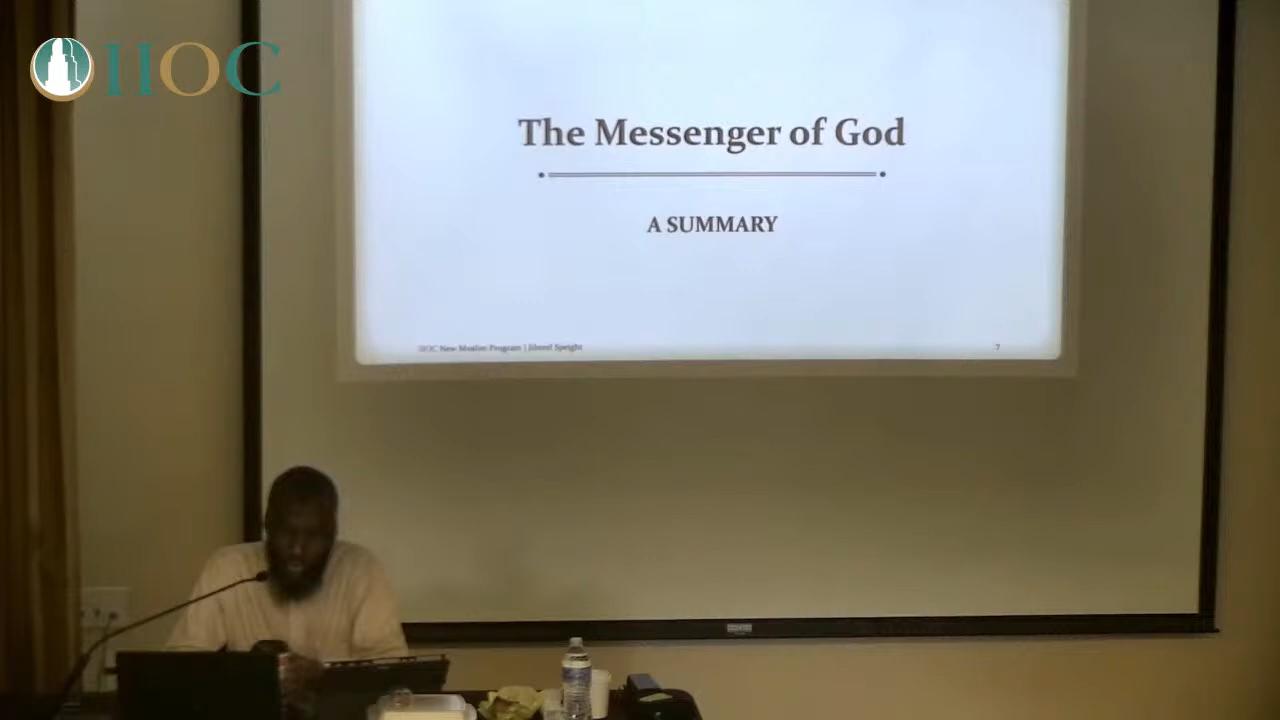 IIOC
The Messenger of God
A SUMMARY
IIOC New Muslim Program | Jibreel Speight
7